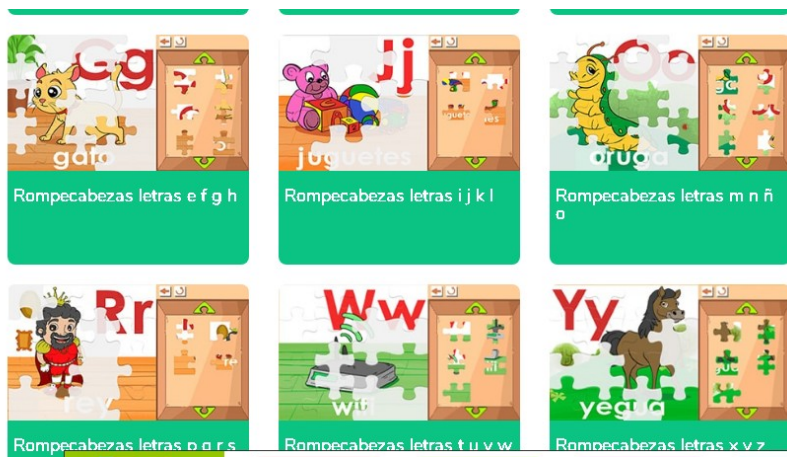 Gg
gato
Rompecabezas letras e f g h
Jj
juguetes
Rompecabezas letras i j k l
Oo
oruga
Rompecabezas letras m n ñ
o
Rr
rey
Rompecabezas letras p q r s
Ww
wifi
Rompecabezas letras t u v w
Yy
yegua
Rompecabezas letras x y z